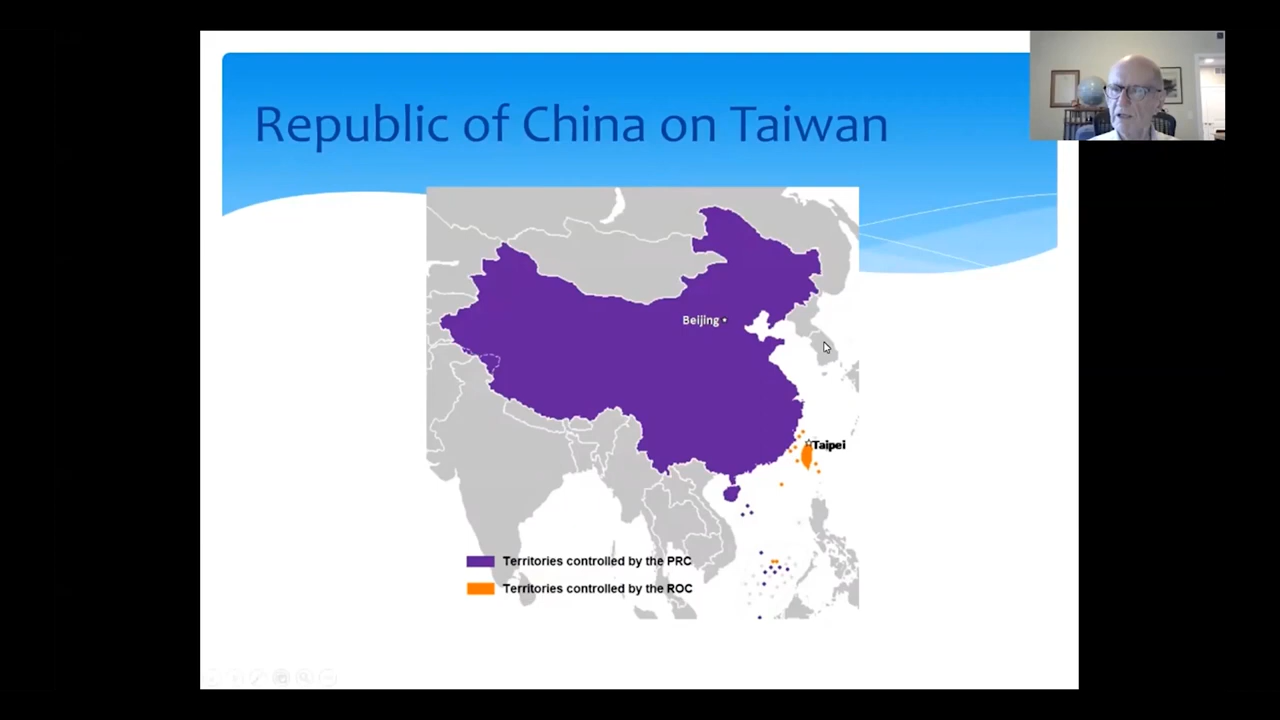 Republic of China on Taiwan
Beijing
Taipei
Territories controlled by the PRC
Territories controlled by the ROC